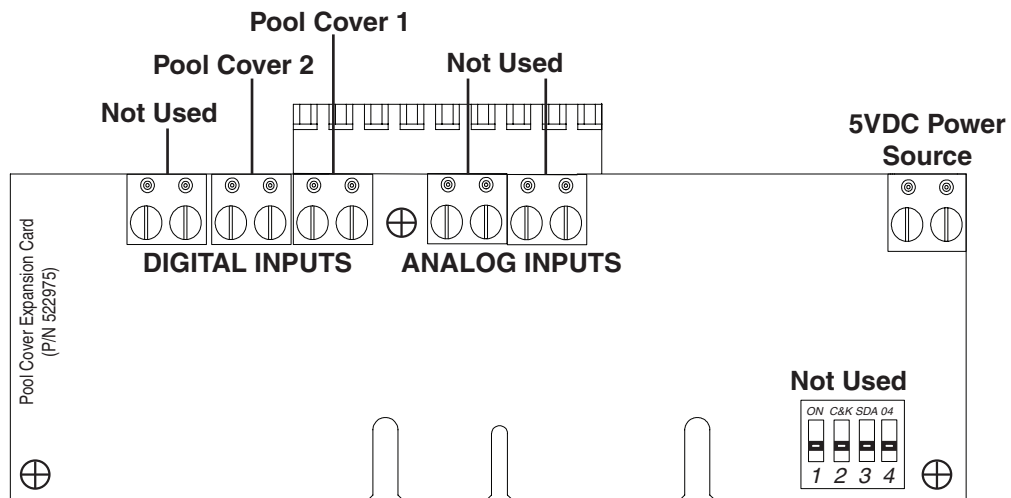 Pool Cover 1
Pool Cover 2
Not Used
Not Used
5VDC Power
Source
DIGITAL INPUTS
ANALOG INPUTS
Pool Cover Expansion Card
(P/N 522975)
Not Used
ON C&K SDA 04
1 2 3 4